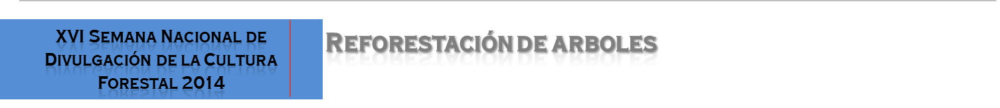 XVI Semana Nacional de
Divulgación de la Cultura
Forestal 2014
Reforestación de arboles